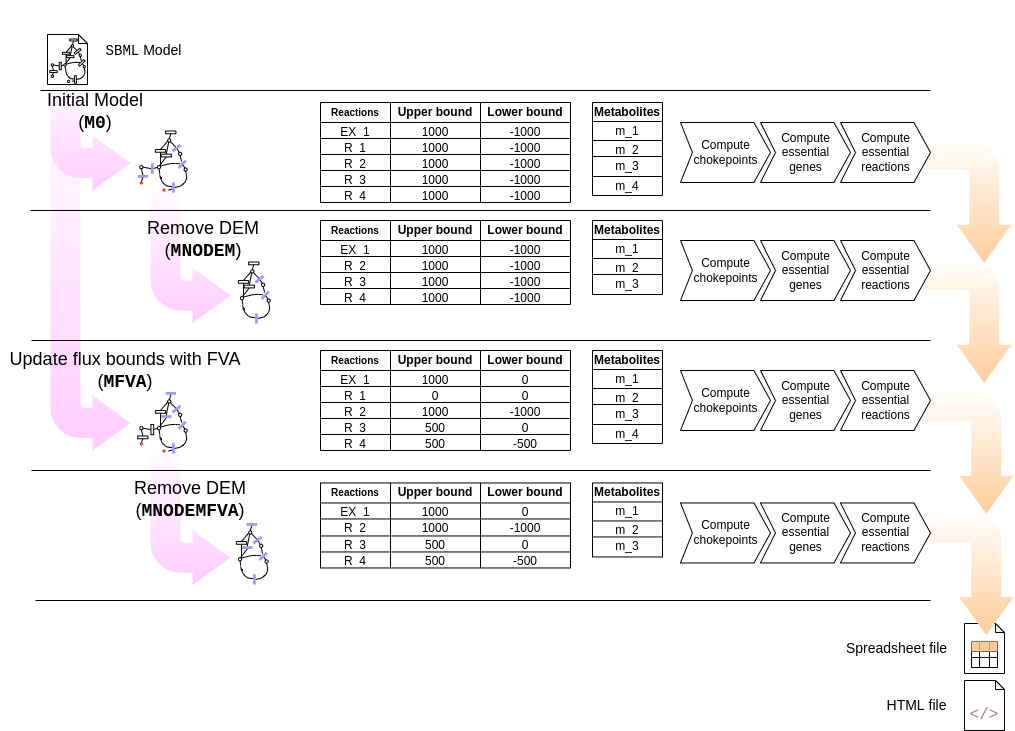 SBML Model
Initial Model
(M0)
Reactions Upper bound Lower bound
EX_1 1000 -1000
R_1 1000 -1000
R_2 1000 -1000
R_3 1000 -1000
R_4 1000 -1000
Metabolites
m_1
m_2
m_3
m_4
Compute
chokepoints
Compute
essential
genes
Compute
essential
reactions
Remove DEM
(MNODEM)
Reactions Upper bound Lower bound
EX_1 1000 -1000
R_2 1000 -1000
R_3 1000 -1000
R_4 1000 -1000
Metabolites
m_1
m_2
m_3
Compute
chokepoints
Compute
essential
genes
Compute
essential
reactions
Update flux bounds with FVA
(MFVA)
Reactions Upper bound Lower bound
EX_1 1000 0
R_1 0 0
R_2 1000 -1000
R_3 500 0
R_4 500 -500
Metabolites
m_1
m_2
m_3
m_4
Compute
chokepoints
Compute
essential
genes
Compute
essential
reactions
Remove DEM
(MNODEMFVA)
Reactions Upper bound Lower bound
EX_1 1000 0
R_2 1000 -1000
R_3 500 0
R_4 500 -500
Metabolites
m_1
m_2
m_3
Compute
chokepoints
Compute
essential
genes
Compute
essential
reactions
Spreadsheet file
HTML file
</>